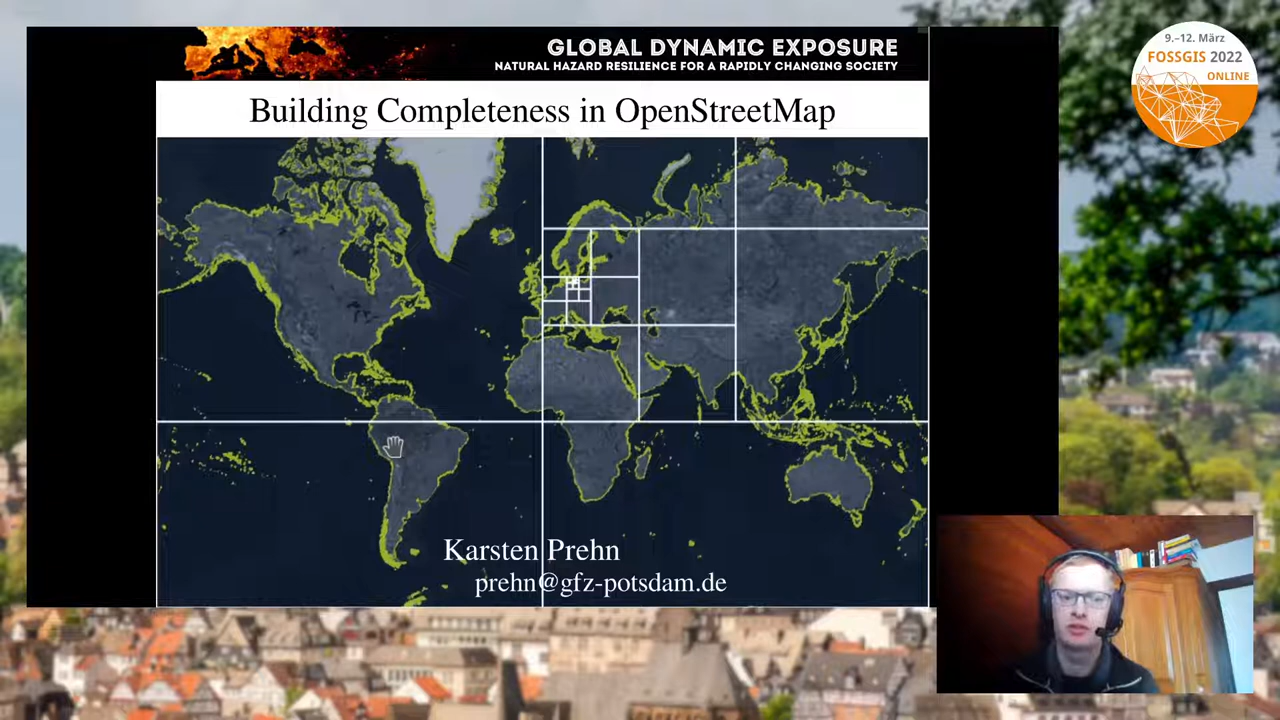 GLOBAL DYNAMIC EXPOSURE
NATURAL HAZARD RESILIENCE FOR A RAPIDLY CHANGING SOCIETY
Building Completeness in OpenStreetMap
Karsten Prehn
prehn@gfz-potsdam.de
9.–12. März
FOSSGIS 2022
ONLINE